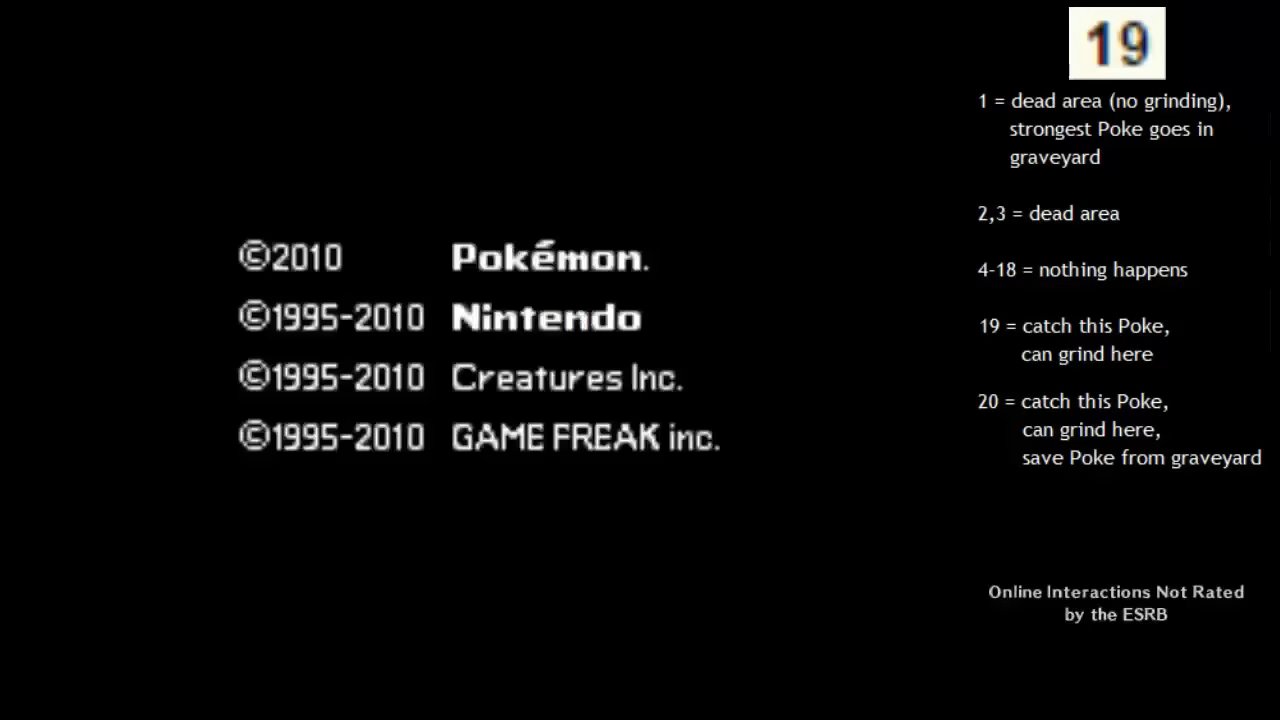 19
1 = dead area (no grinding),
strongest Poke goes in
graveyard
2,3 = dead area
4-18 = nothing happens
19 = catch this Poke,
can grind here
20 = catch this Poke,
can grind here,
save Poke from graveyard
©2010 Pokémon.
©1995-2010 Nintendo
©1995-2010 Creatures Inc.
©1995-2010 GAME FREAK inc.
Online Interactions Not Rated
by the ESRB